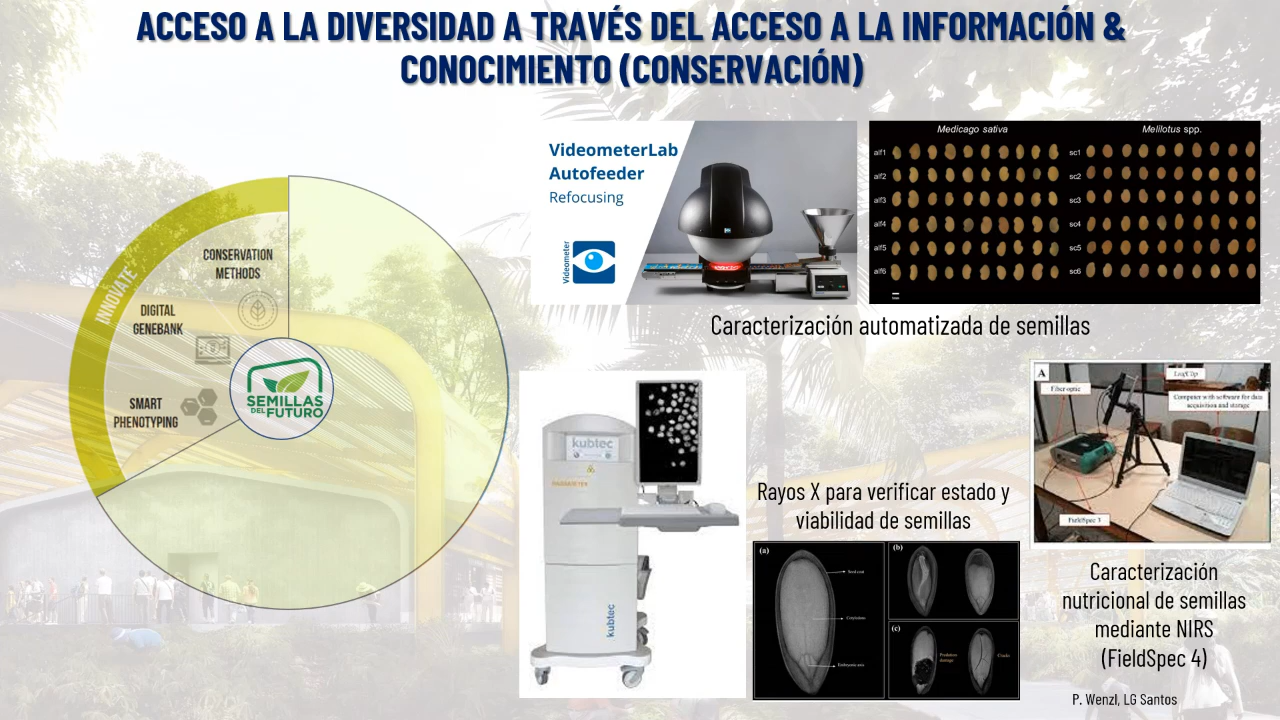 ACCESO A LA DIVERSIDAD A TRAVÉS DEL ACCESO A LA INFORMACIÓN &
CONOCIMIENTO (CONSERVACIÓN)
INNOVATE
CONSERVATION
METHODS
DIGITAL
GENEBANK
SMART
PHENOTYPING
SEMILLAS
DEL FUTURO
VideometerLab
Autofeeder
Refocusing
Videometer
Medicago sativa
Melilotus spp.
alf1
alf2
alf3
alf4
alf5
alf6
sc1
sc2
sc3
sc4
sc5
sc6
Caracterización automatizada de semillas
kubtec
kubtec
Rayos X para verificar estado y
viabilidad de semillas
(a)
Seed coat
Embryonic axis
(b)
(c)
Predation
damage
Cracks
A
Fiber optic
Computer with software for data
acquisition and storage
FieldSpec 3
Caracterización
nutricional de semillas
mediante NIRS
(FieldSpec 4)
P. Wenzl, LG Santos